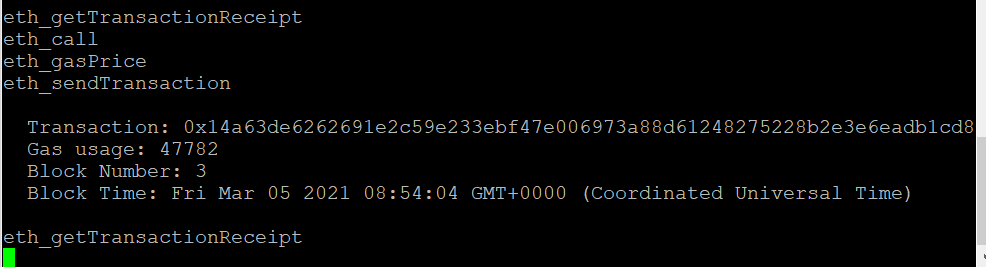 eth_getTransactionReceipt
eth_call
eth_gasPrice
eth_sendTransaction
Transaction: 0x14a63de6262691e2c59e233ebf47e006973a88d61248275228b2e3e6eadb1cd8
Gas usage: 47782
Block Number: 3
Block Time: Fri Mar 05 2021 08:54:04 GMT+0000 (Coordinated Universal Time)
eth_getTransactionReceipt